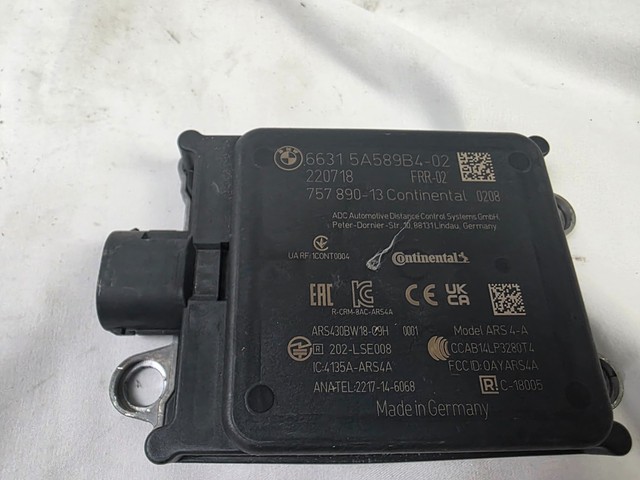 6631 5A589B4-02
220718 FRR-02
757 890-13 Continental 0208
ADC Automotive Distance Control Systems GmbH,
Peter-Dornier-Str. 10, 88131 Lindau, Germany
UA RF: 1CONT0004 Continental
EAC CE UK CA
R-CRM-8AC-ARS4A
ARS430BW18-09H 0001 Model ARS 4-A
R 202-LSE008 CCAB14LP3280T4
IC:4135A-ARS4A FCC ID: OAYARS4A
ANATEL:2217-14-6068 R C-18005
Made in Germany